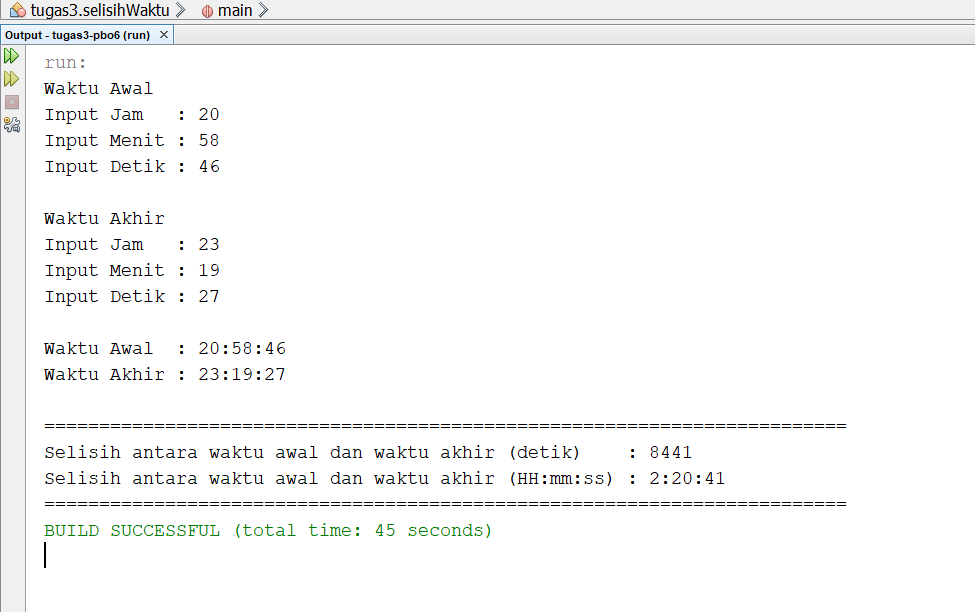 tugas3.selisihWaktu main
Output - tugas3-pbo6 (run) ×
run:
Waktu Awal
Input Jam   : 20
Input Menit : 58
Input Detik : 46

Waktu Akhir
Input Jam   : 23
Input Menit : 19
Input Detik : 27

Waktu Awal  : 20:58:46
Waktu Akhir : 23:19:27

=========================================================================
Selisih antara waktu awal dan waktu akhir (detik)    : 8441
Selisih antara waktu awal dan waktu akhir (HH:mm:ss) : 2:20:41
=========================================================================
BUILD SUCCESSFUL (total time: 45 seconds)